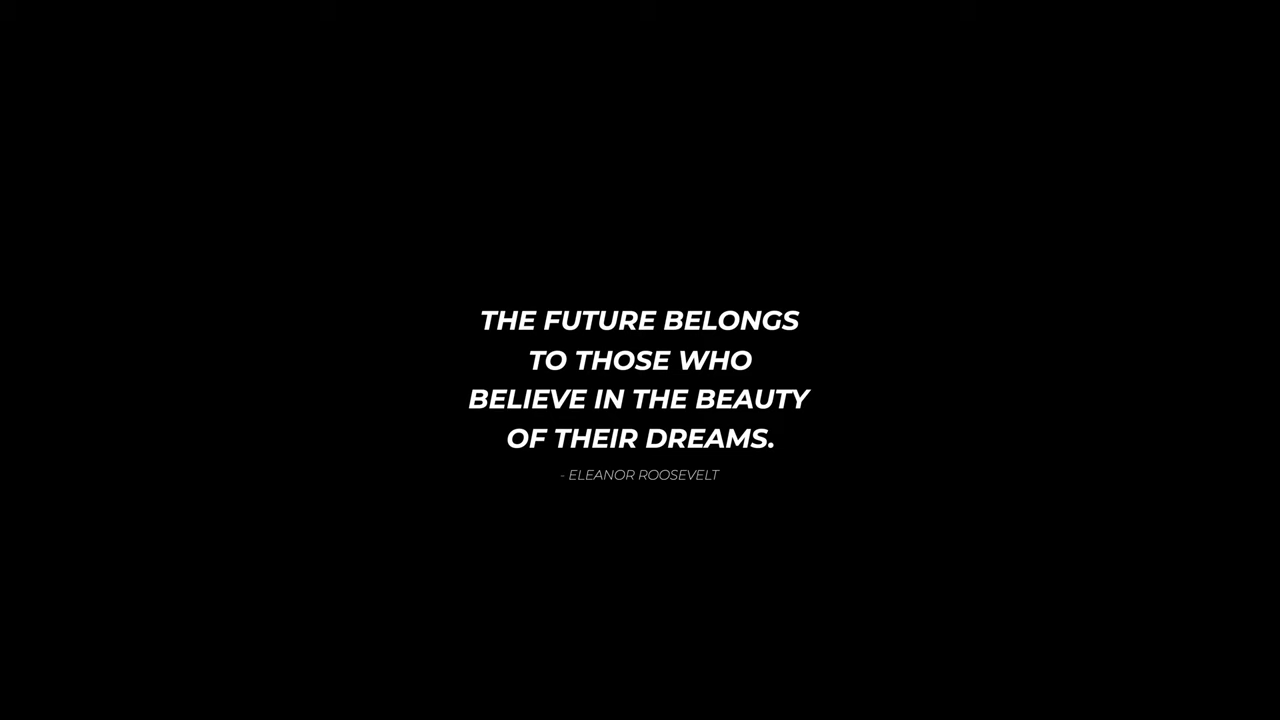 THE FUTURE BELONGS
TO THOSE WHO
BELIEVE IN THE BEAUTY
OF THEIR DREAMS.
- ELEANOR ROOSEVELT